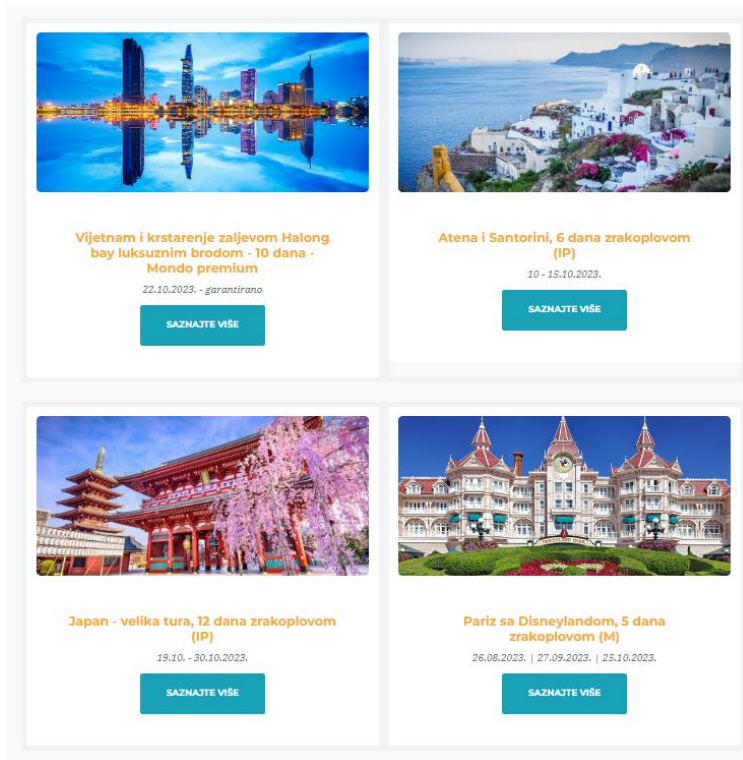 Vijetnam i krstarenje zaljevom Halong
bay luksuznim brodom - 10 dana -
Mondo premium
22.10.2023. - garantirano
SAZNAJTE VIŠE
Atena i Santorini, 6 dana zrakoplovom
(IP)
10 - 15.10.2023.
SAZNAJTE VIŠE
Japan - velika tura, 12 dana zrakoplovom
(IP)
19.10. - 30.10.2023.
SAZNAJTE VIŠE
Pariz sa Disneylandom, 5 dana
zrakoplovom (M)
26.08.2023. | 27.09.2023. | 25.10.2023.
SAZNAJTE VIŠE